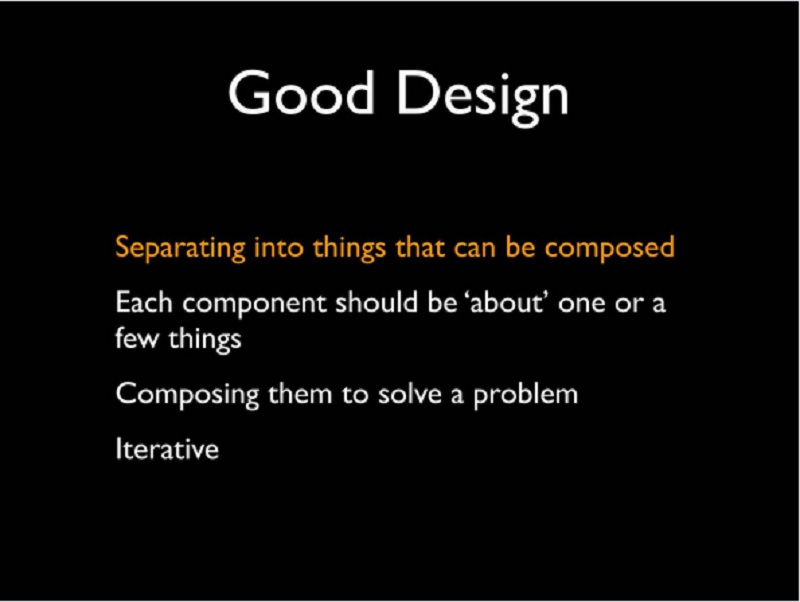 Good Design
Separating into things that can be composed
Each component should be ‘about’ one or a
few things
Composing them to solve a problem
Iterative